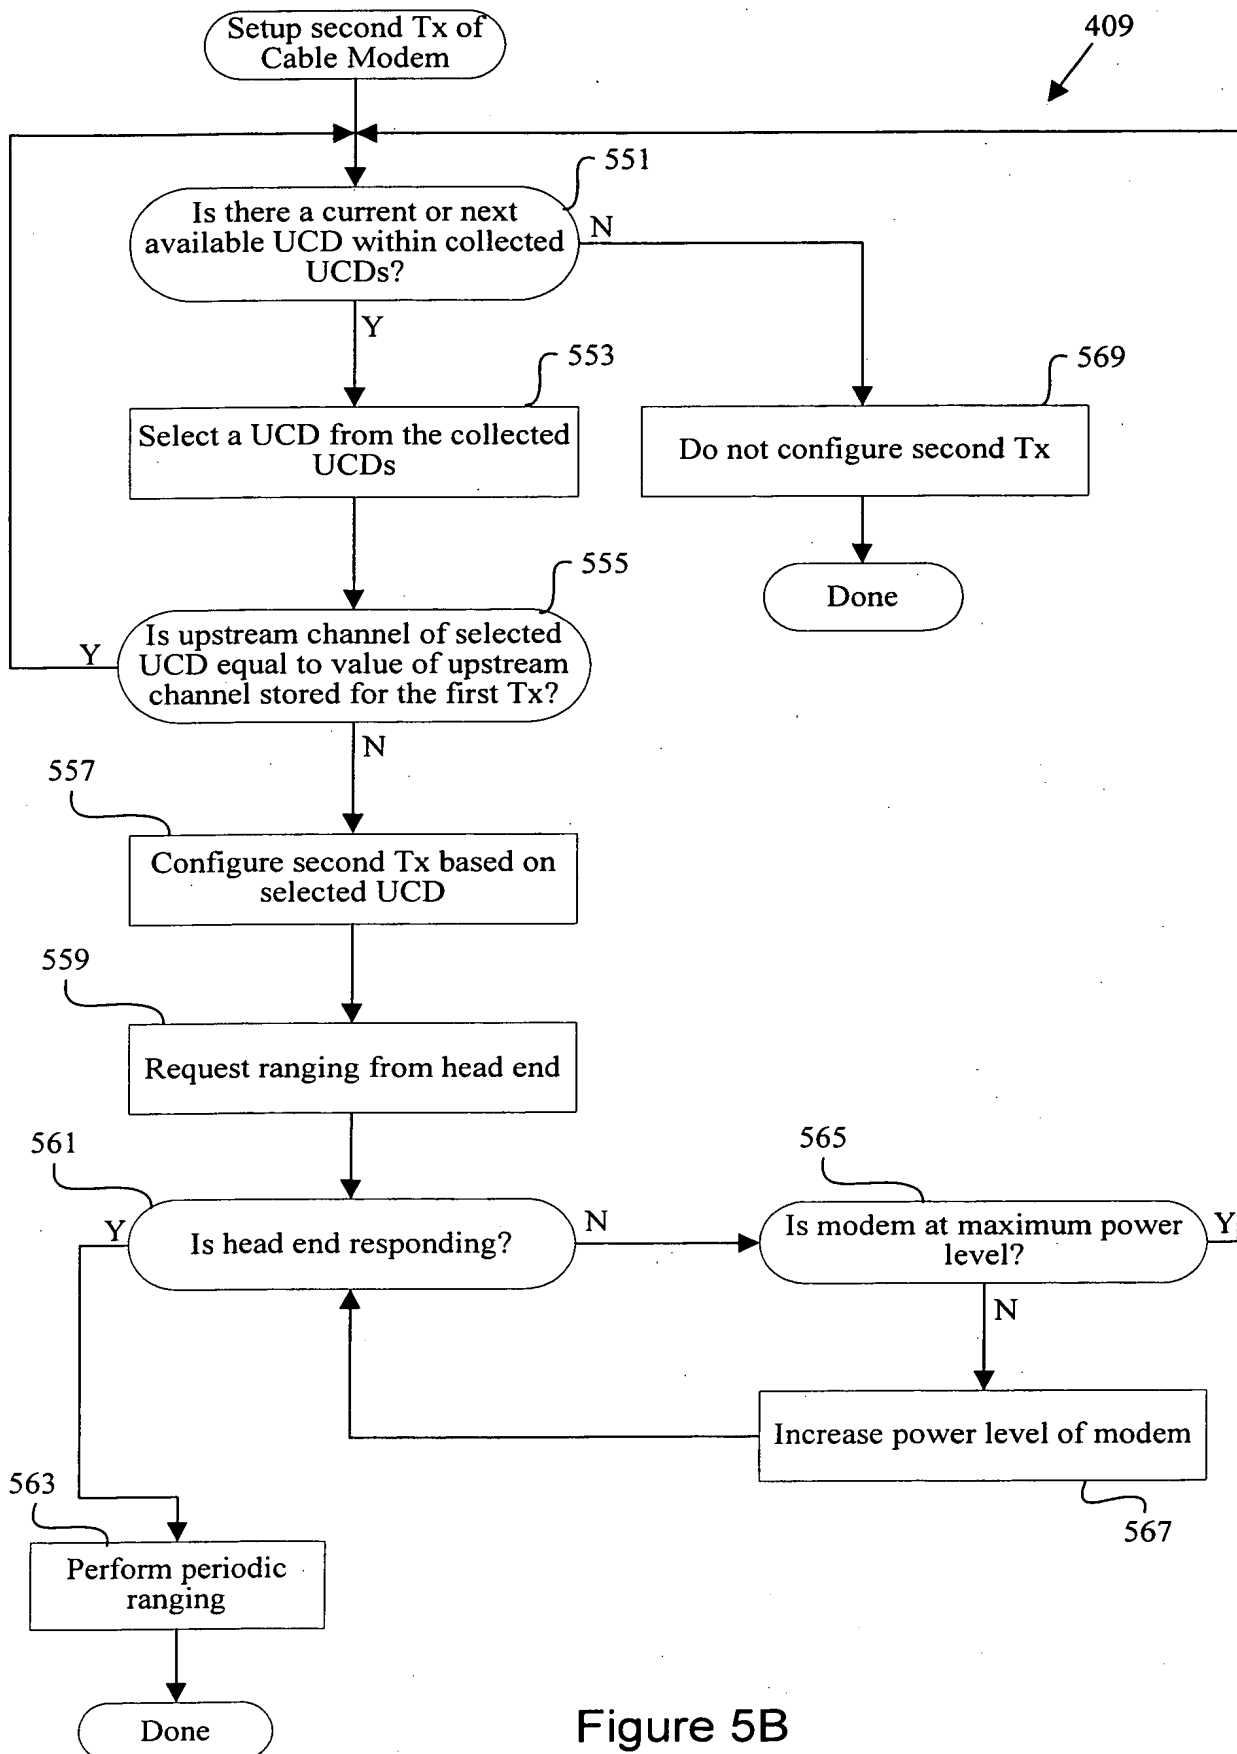 Setup second Tx of
Cable Modem
409
551
Is there a current or next
available UCD within collected
UCDs?
N
Y
553
569
Select a UCD from the collected
UCDs
Do not configure second Tx
555
Done
Is upstream channel of selected
UCD equal to value of upstream
channel stored for the first Tx?
Y
N
557
Configure second Tx based on
selected UCD
559
Request ranging from head end
561
565
Y
Is head end responding?
N
Is modem at maximum power
level?
Y
N
Increase power level of modem
567
563
Perform periodic
ranging
Done
Figure 5B